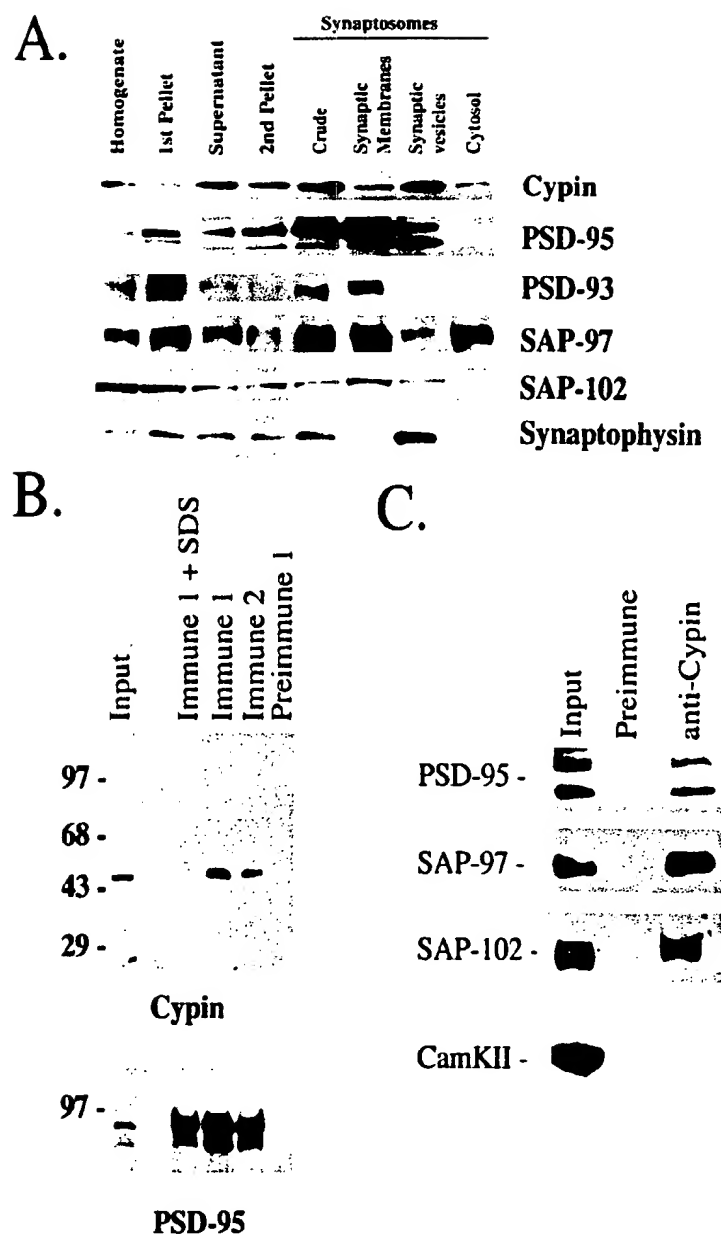 A.
Synaptosomes
Homogenate
1st Pellet
Supernatant
2nd Pellet
Crude
Synaptic
Membranes
Synaptic
vesicles
Cytosol
Cypin
PSD-95
PSD-93
SAP-97
SAP-102
Synaptophysin
B.
Input
Immune 1 + SDS
Immune 1
Immune 2
Preimmune 1
97 -
68 -
43 -
29 -
Cypin
97 -
PSD-95
C.
Input
Preimmune
anti-Cypin
PSD-95 -
SAP-97 -
SAP-102 -
CamKII -